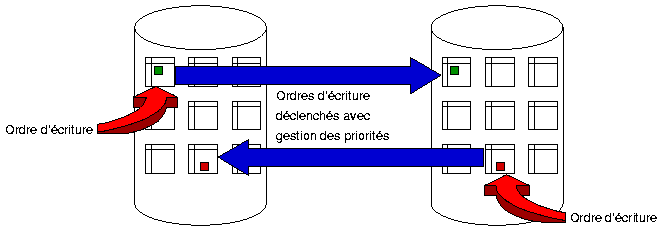 Ordres d'écriture
déclenchés avec
gestion des priorités
Ordre d'écriture
Ordre d'écriture